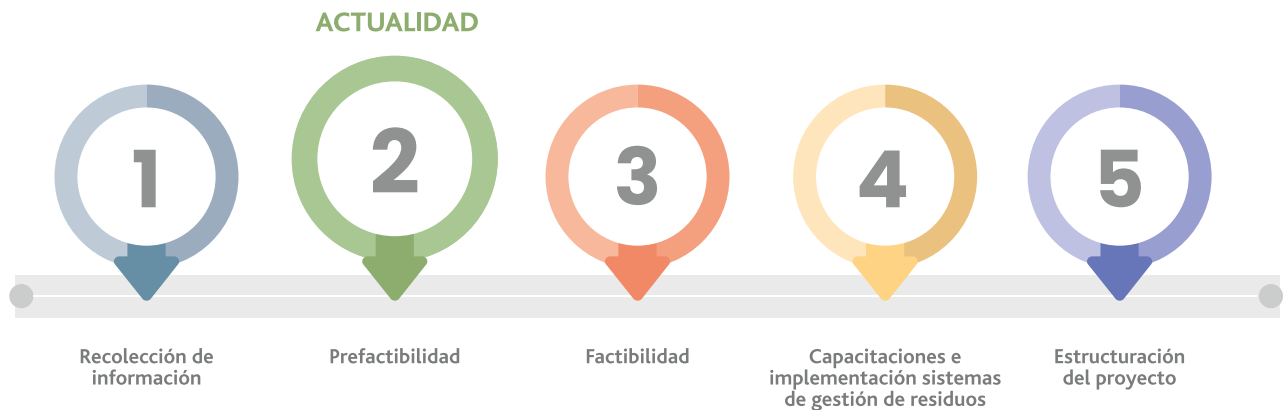 ACTUALIDAD
1
2
3
4
5
Recolección de
información
Prefactibilidad
Factibilidad
Capacitaciones e
implementación sistemas
de gestión de residuos
Estructuración
del proyecto